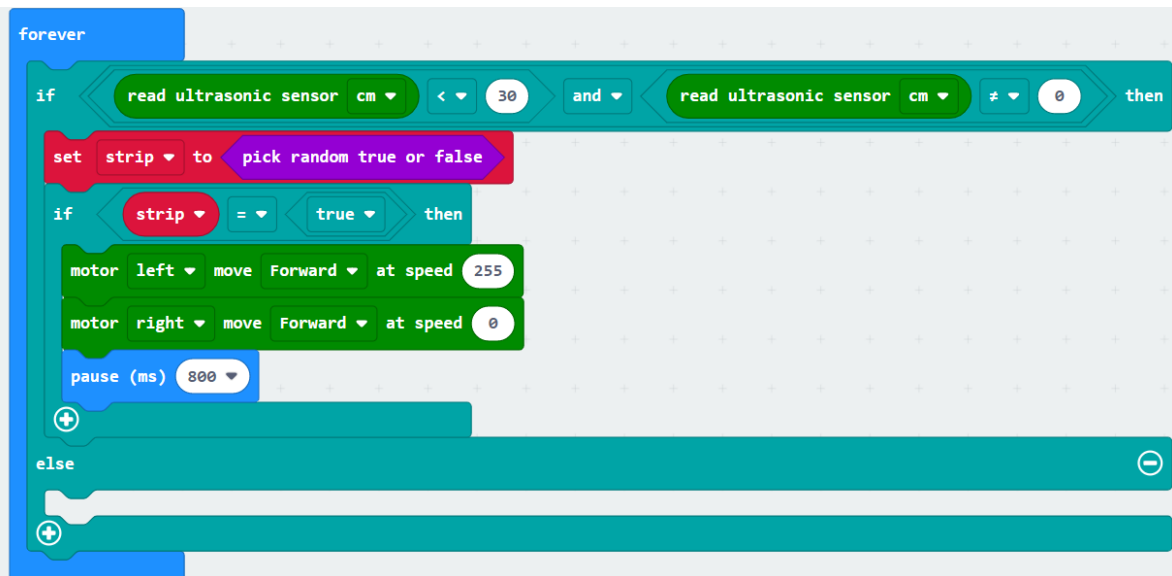 forever
if read ultrasonic sensor cm < 30 and read ultrasonic sensor cm ≠ 0 then
set strip to pick random true or false
if strip = true then
motor left move Forward at speed 255
motor right move Forward at speed 0
pause (ms) 800
else